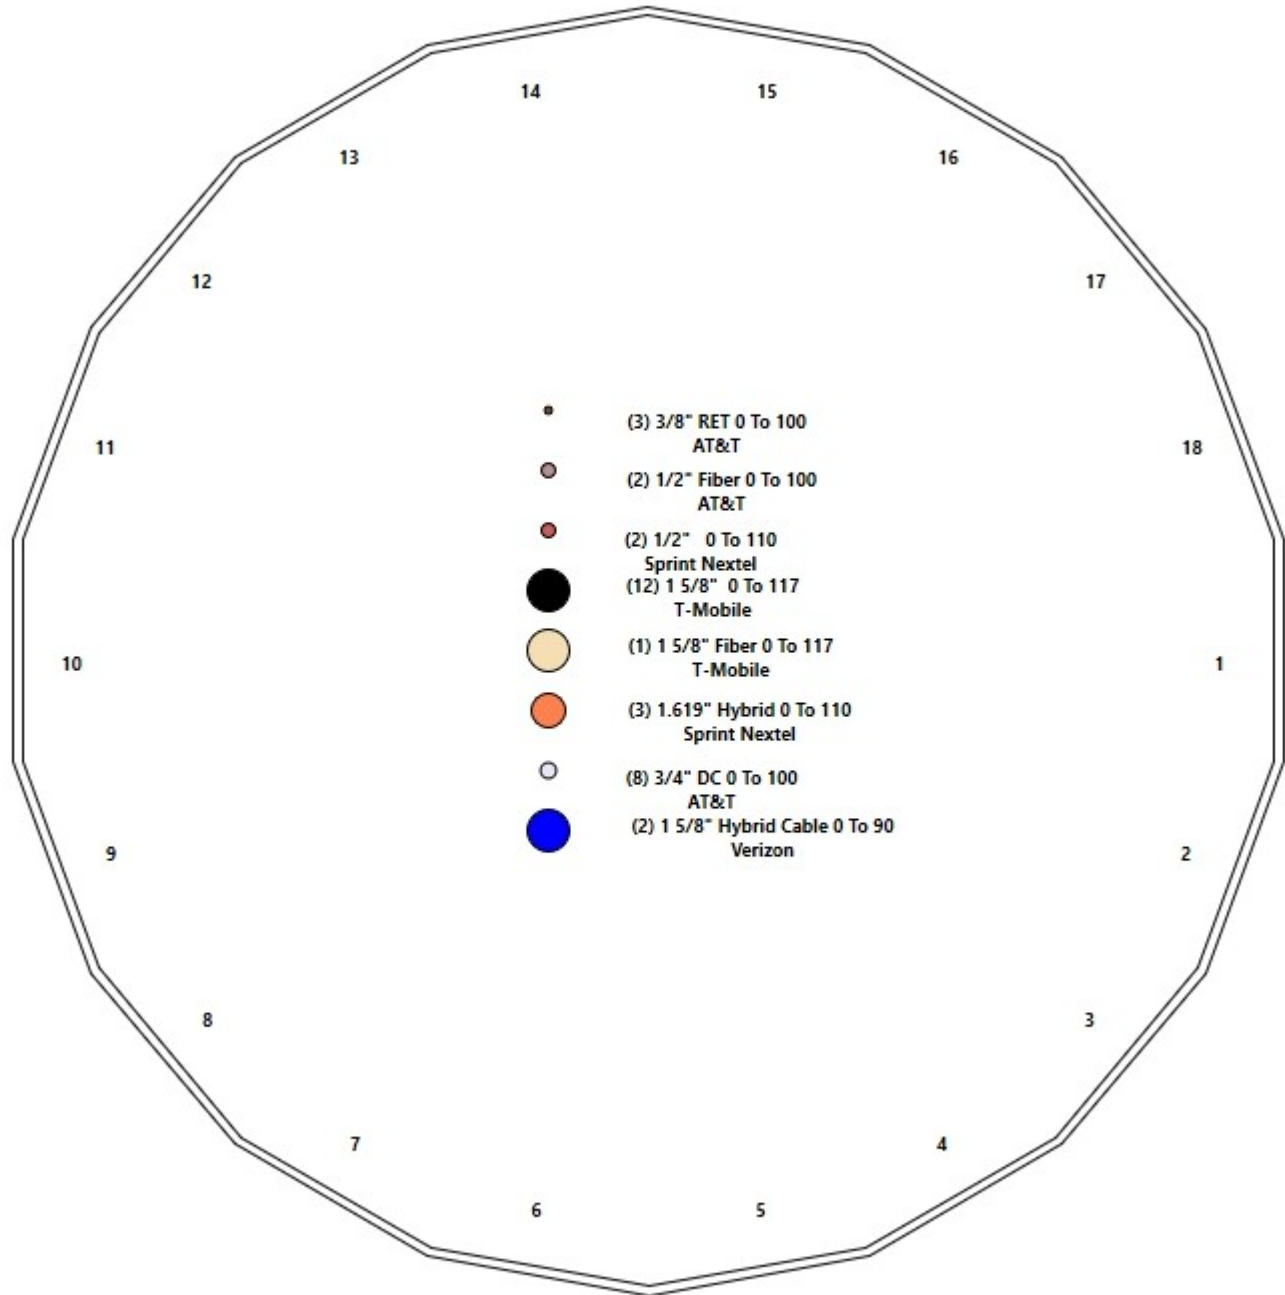 14
15
13
16
12
17
(3) 3/8" RET 0 To 100
AT&T
11
18
(2) 1/2" Fiber 0 To 100
AT&T
(2) 1/2"   0 To 110
Sprint Nextel
(12) 1 5/8"  0 To 117
T-Mobile
(1) 1 5/8" Fiber 0 To 117
10
1
T-Mobile
(3) 1.619" Hybrid 0 To 110
Sprint Nextel
(8) 3/4" DC 0 To 100
AT&T
(2) 1 5/8" Hybrid Cable 0 To 90
Verizon
9
2
8
3
7
4
6
5